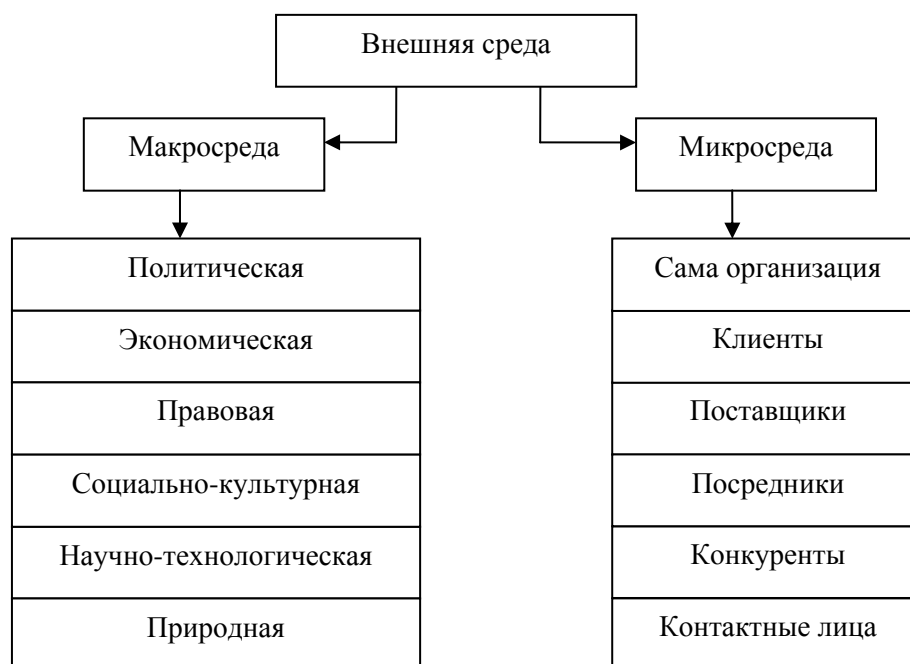 Внешняя среда
Макросреда
Микросреда
Политическая
Экономическая
Правовая
Социально-культурная
Научно-технологическая
Природная
Сама организация
Клиенты
Поставщики
Посредники
Конкуренты
Контактные лица